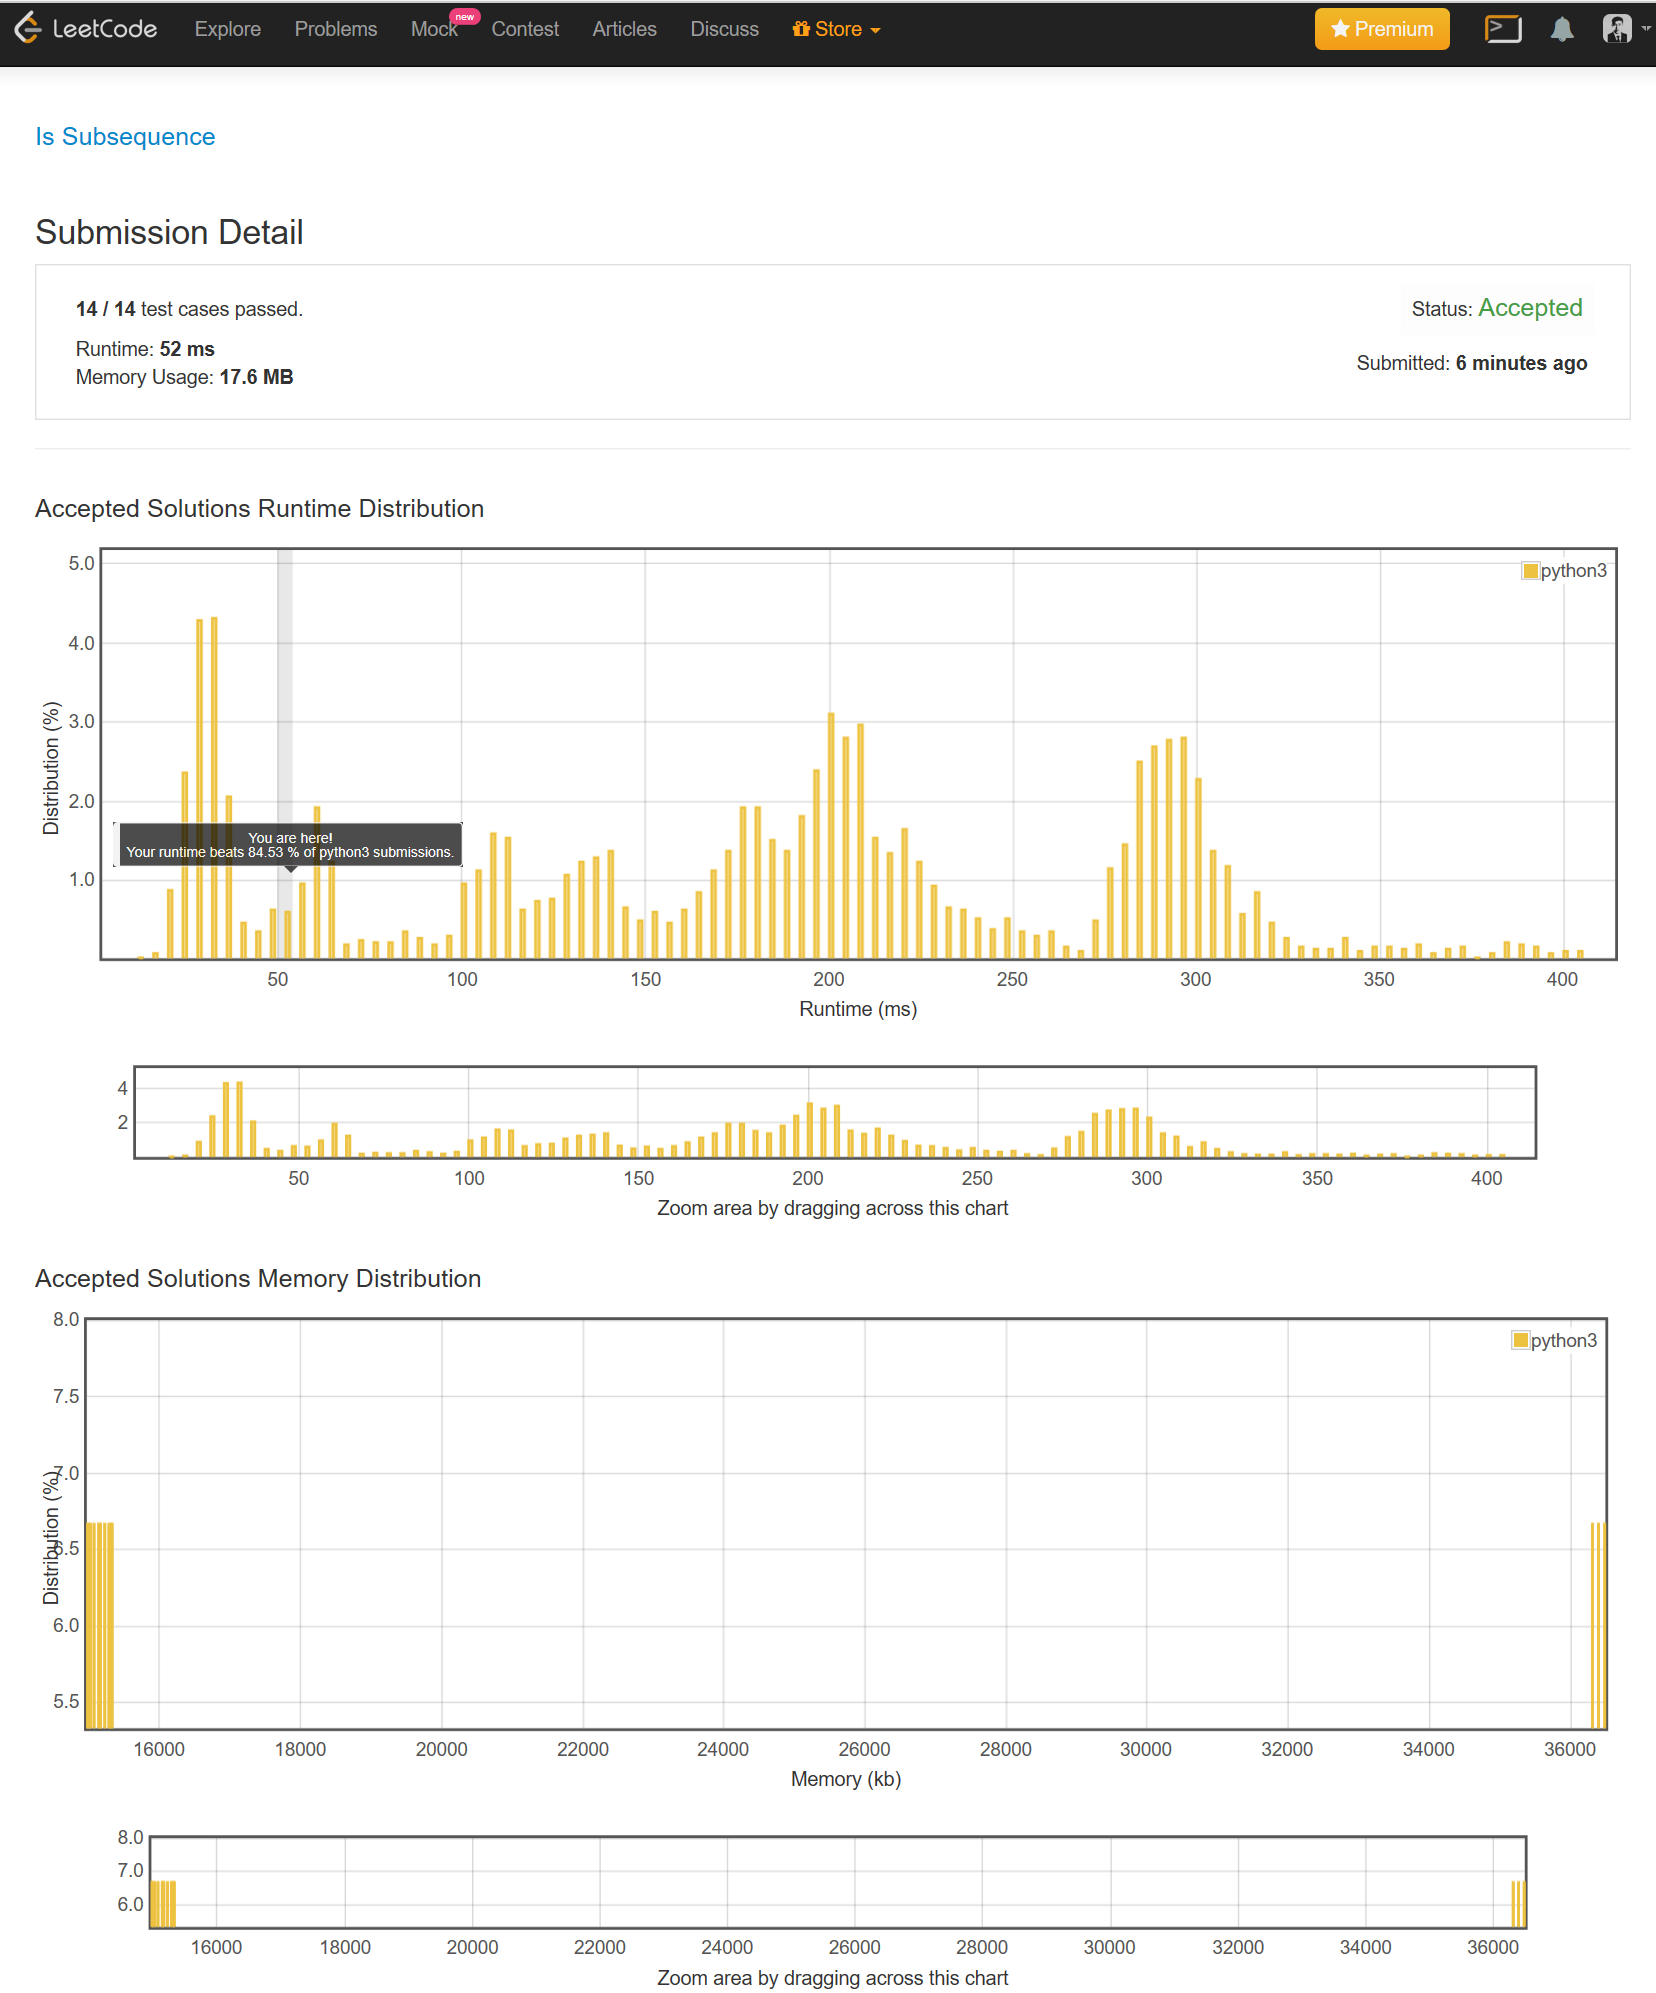 LeetCode Explore Problems Mock new Contest Articles Discuss Store Premium
Is Subsequence
Submission Detail
14 / 14 test cases passed.
Status: Accepted
Runtime: 52 ms
Memory Usage: 17.6 MB
Submitted: 6 minutes ago
Accepted Solutions Runtime Distribution
5.0
4.0
3.0
2.0
1.0
Distribution (%)
python3
You are here!
Your runtime beats 84.53 % of python3 submissions.
50 100 150 200 250 300 350 400
Runtime (ms)
4
2
50 100 150 200 250 300 350 400
Zoom area by dragging across this chart
Accepted Solutions Memory Distribution
8.0
7.5
7.0
6.5
6.0
5.5
Distribution (%)
python3
16000 18000 20000 22000 24000 26000 28000 30000 32000 34000 36000
Memory (kb)
8.0
7.0
6.0
16000 18000 20000 22000 24000 26000 28000 30000 32000 34000 36000
Zoom area by dragging across this chart